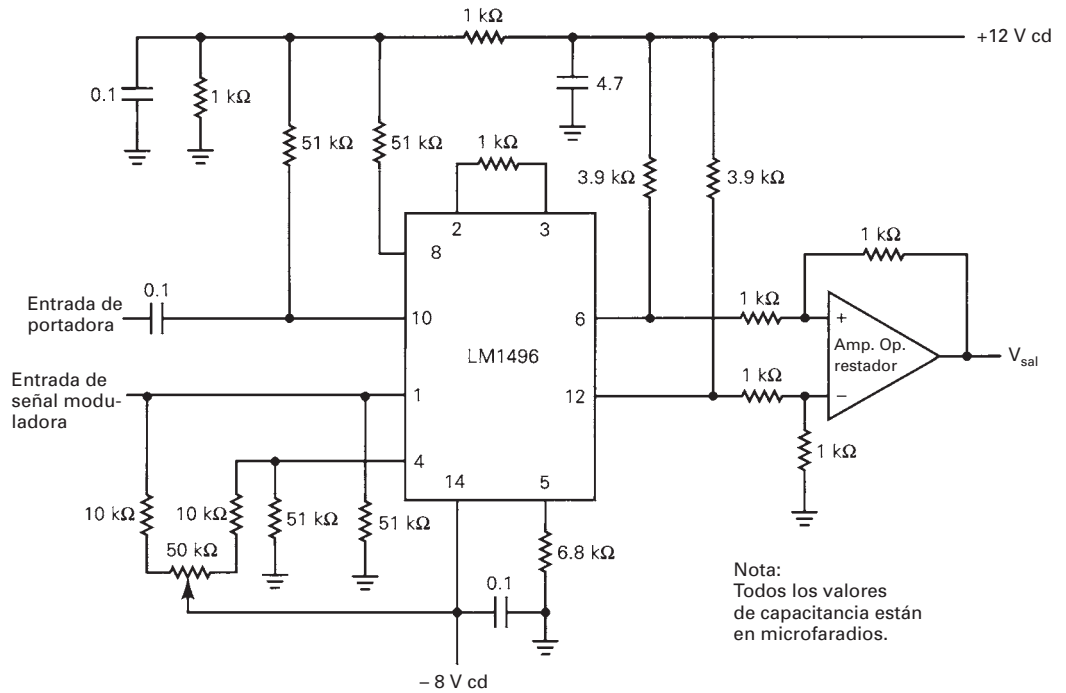 1 kΩ
+12 V cd
0.1
1 kΩ
4.7
51 kΩ
51 kΩ
1 kΩ
3.9 kΩ
3.9 kΩ
2
3
8
1 kΩ
Entrada de
portadora
0.1
10
6
1 kΩ
+
Amp. Op.
restador
−
V_sal
LM1496
Entrada de
señal modu-
ladora
1
12
1 kΩ
1 kΩ
4
14
5
10 kΩ
10 kΩ
51 kΩ
51 kΩ
50 kΩ
6.8 kΩ
0.1
– 8 V cd
Nota:
Todos los valores
de capacitancia están
en microfaradios.